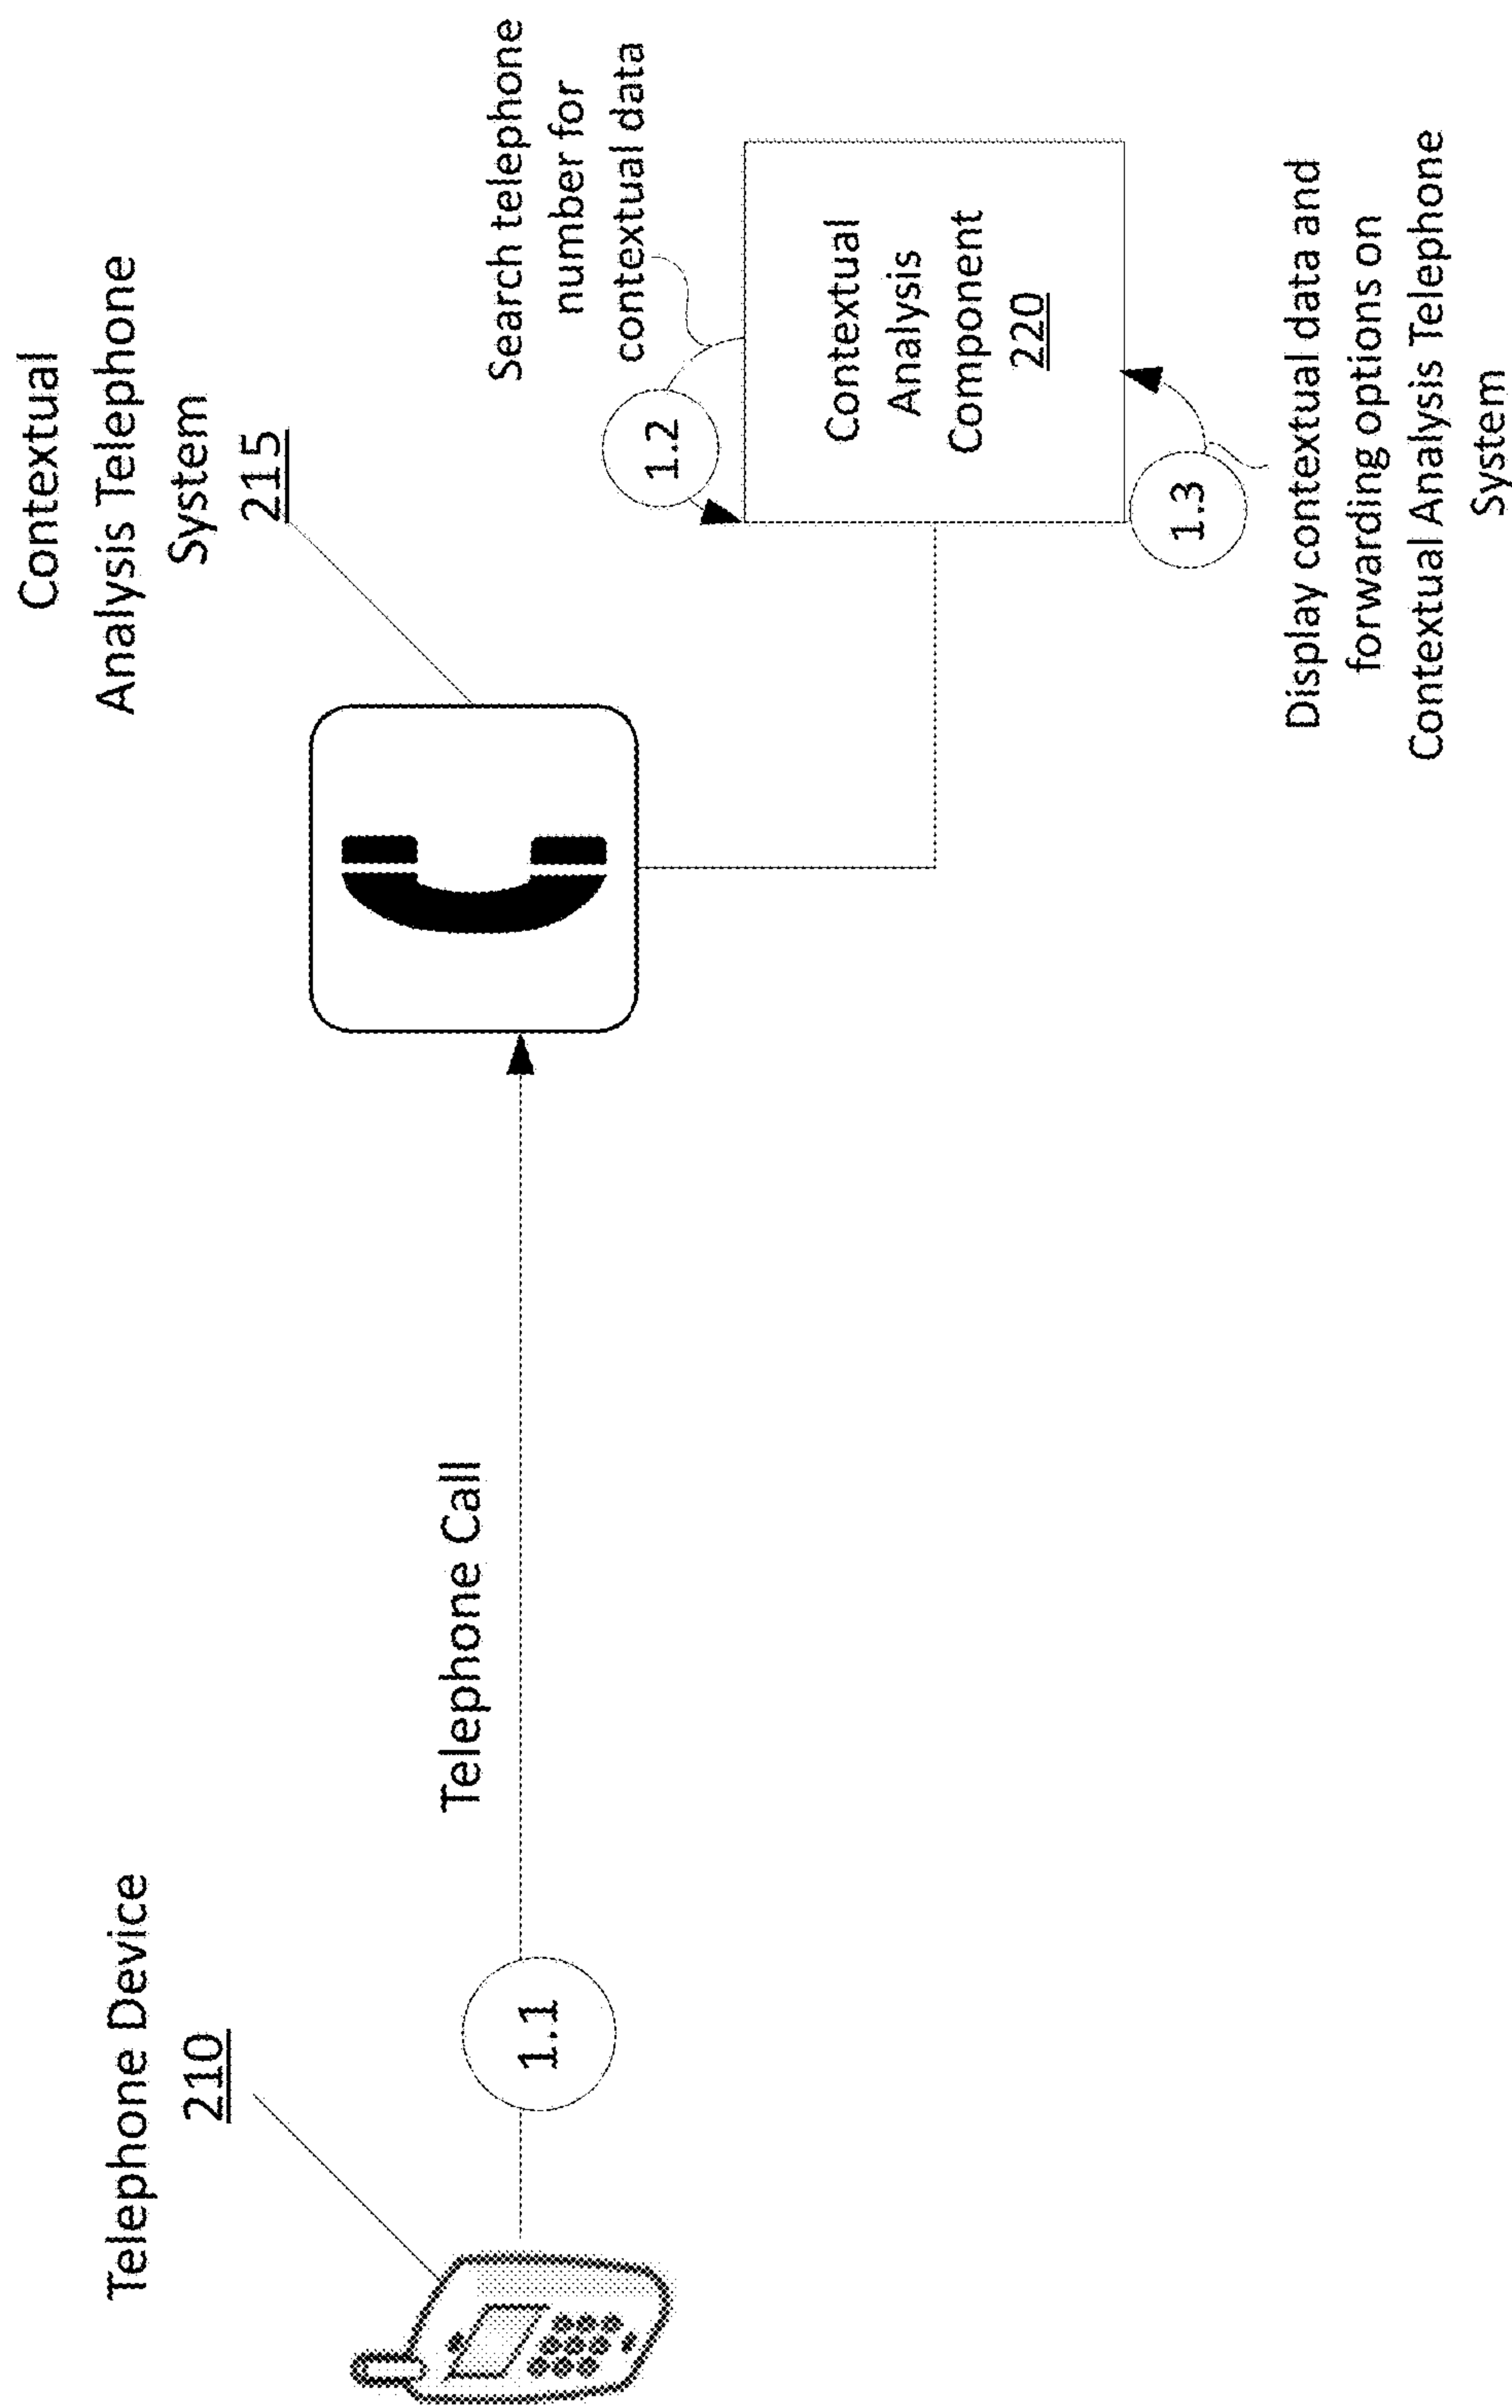 Telephone Device
210
1.1
Telephone Call
Contextual
Analysis Telephone
System
215
1.2
Search telephone
number for
contextual data
Contextual
Analysis
Component
220
1.3
Display contextual data and
forwarding options on
Contextual Analysis Telephone
System